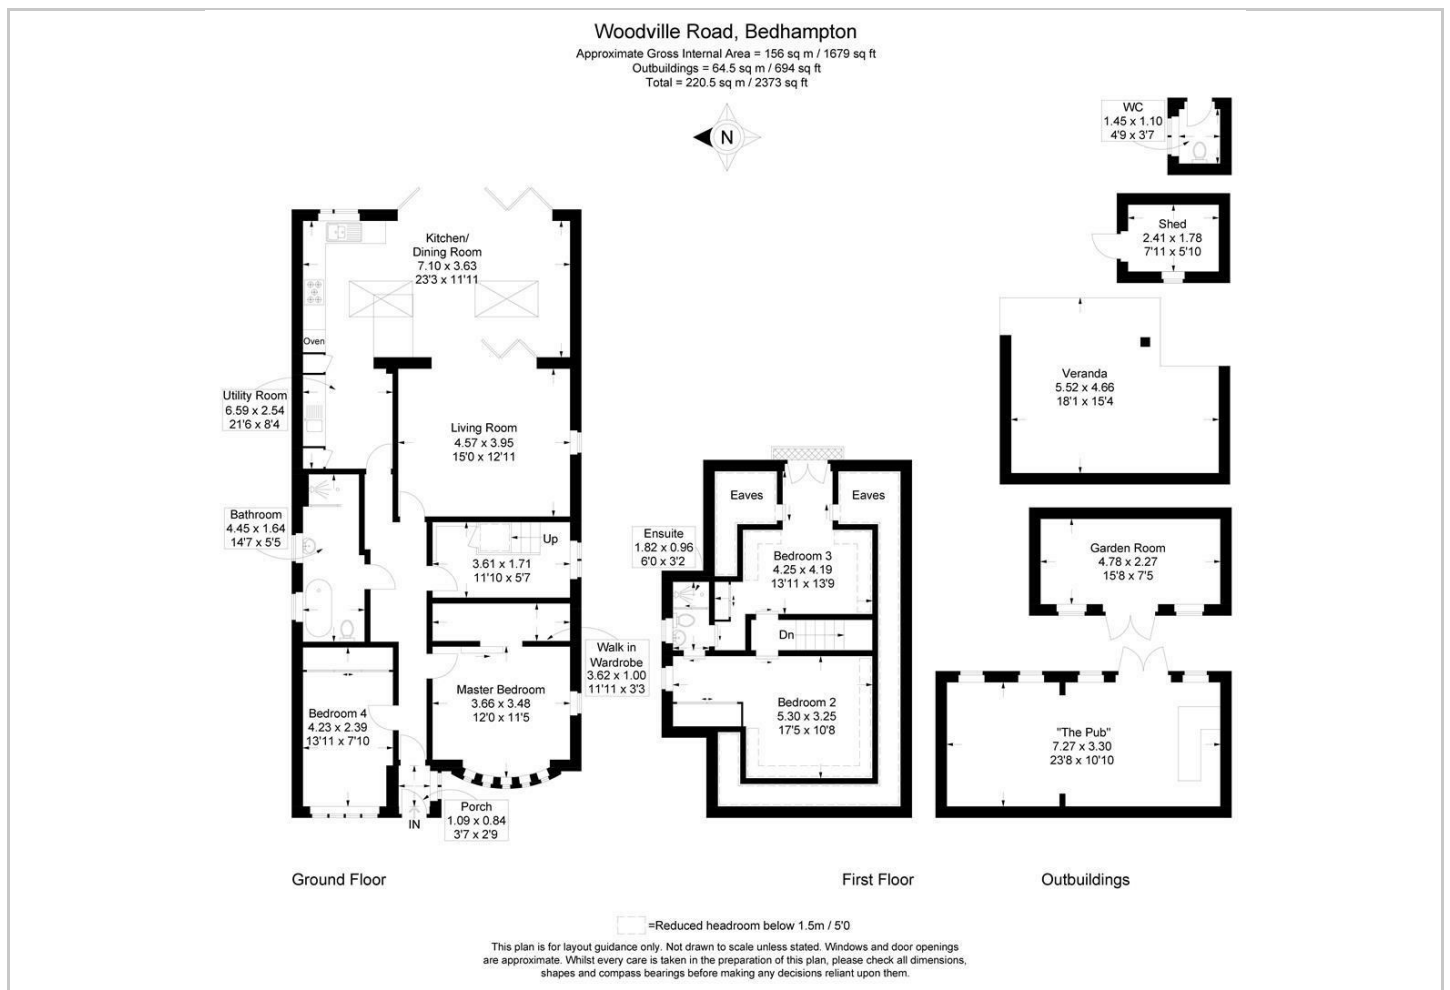 Woodville Road, Bedhampton
Approximate Gross Internal Area = 156 sq m / 1679 sq ft
Outbuildings = 64.5 sq m / 694 sq ft
Total = 220.5 sq m / 2373 sq ft
N
Kitchen/
Dining Room
7.10 x 3.63
23'3 x 11'11
Oven
Utility Room
6.59 x 2.54
21'6 x 8'4
Living Room
4.57 x 3.95
15'0 x 12'11
Bathroom
4.45 x 1.64
14'7 x 5'5
Up
3.61 x 1.71
11'10 x 5'7
Walk in
Wardrobe
3.62 x 1.00
11'11 x 3'3
Master Bedroom
3.66 x 3.48
12'0 x 11'5
Bedroom 4
4.23 x 2.39
13'11 x 7'10
Porch
1.09 x 0.84
3'7 x 2'9
IN
Ground Floor
Eaves
Eaves
Ensuite
1.82 x 0.96
6'0 x 3'2
Bedroom 3
4.25 x 4.19
13'11 x 13'9
Dn
Bedroom 2
5.30 x 3.25
17'5 x 10'8
First Floor
WC
1.45 x 1.10
4'9 x 3'7
Shed
2.41 x 1.78
7'11 x 5'10
Veranda
5.52 x 4.66
18'1 x 15'4
Garden Room
4.78 x 2.27
15'8 x 7'5
"The Pub"
7.27 x 3.30
23'8 x 10'10
Outbuildings
=Reduced headroom below 1.5m / 5'0
This plan is for layout guidance only. Not drawn to scale unless stated. Windows and door openings
are approximate. Whilst every care is taken in the preparation of this plan, please check all dimensions,
shapes and compass bearings before making any decisions reliant upon them.